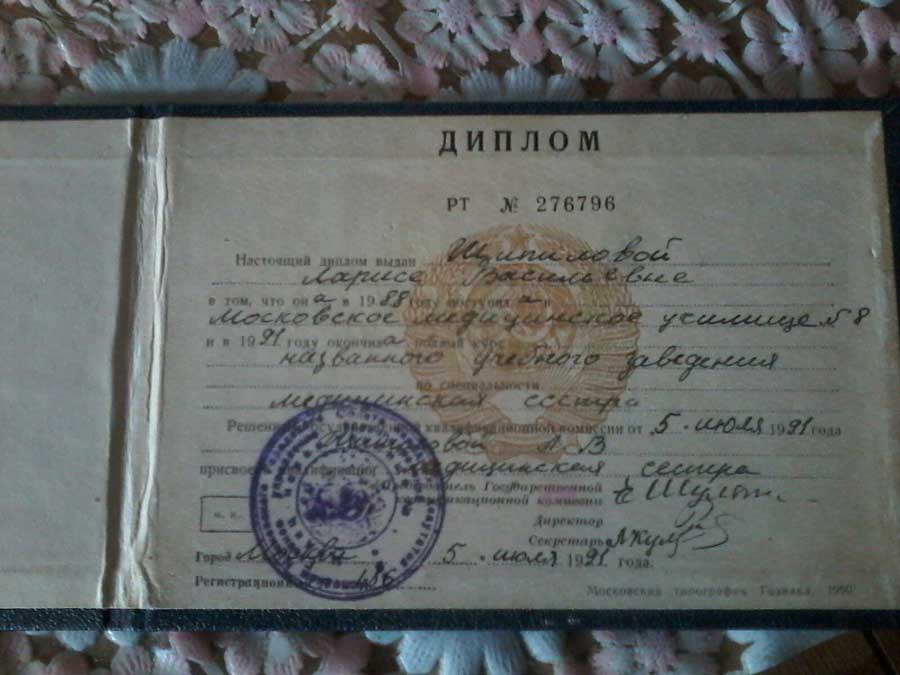 ДИПЛОМ
РТ № 276796
Настоящий диплом выдан Шипиловой
Ларисе Васильевне
в том, что она в 1988 году поступила в
Московское медицинское училище №8
и в 1991 году окончила полный курс
названного учебного заведения
по специальности
медицинская сестра
Решением Государственной квалификационной комиссии от 5 июля 1991 года
Шипиловой Л. В.
присвоена квалификация медицинская сестра
Председатель Государственной
квалификационной комиссии
Директор
Секретарь
Город Москва 5 июля 1991 года.
Регистрационный 486
Московская типография Гознака, 1990